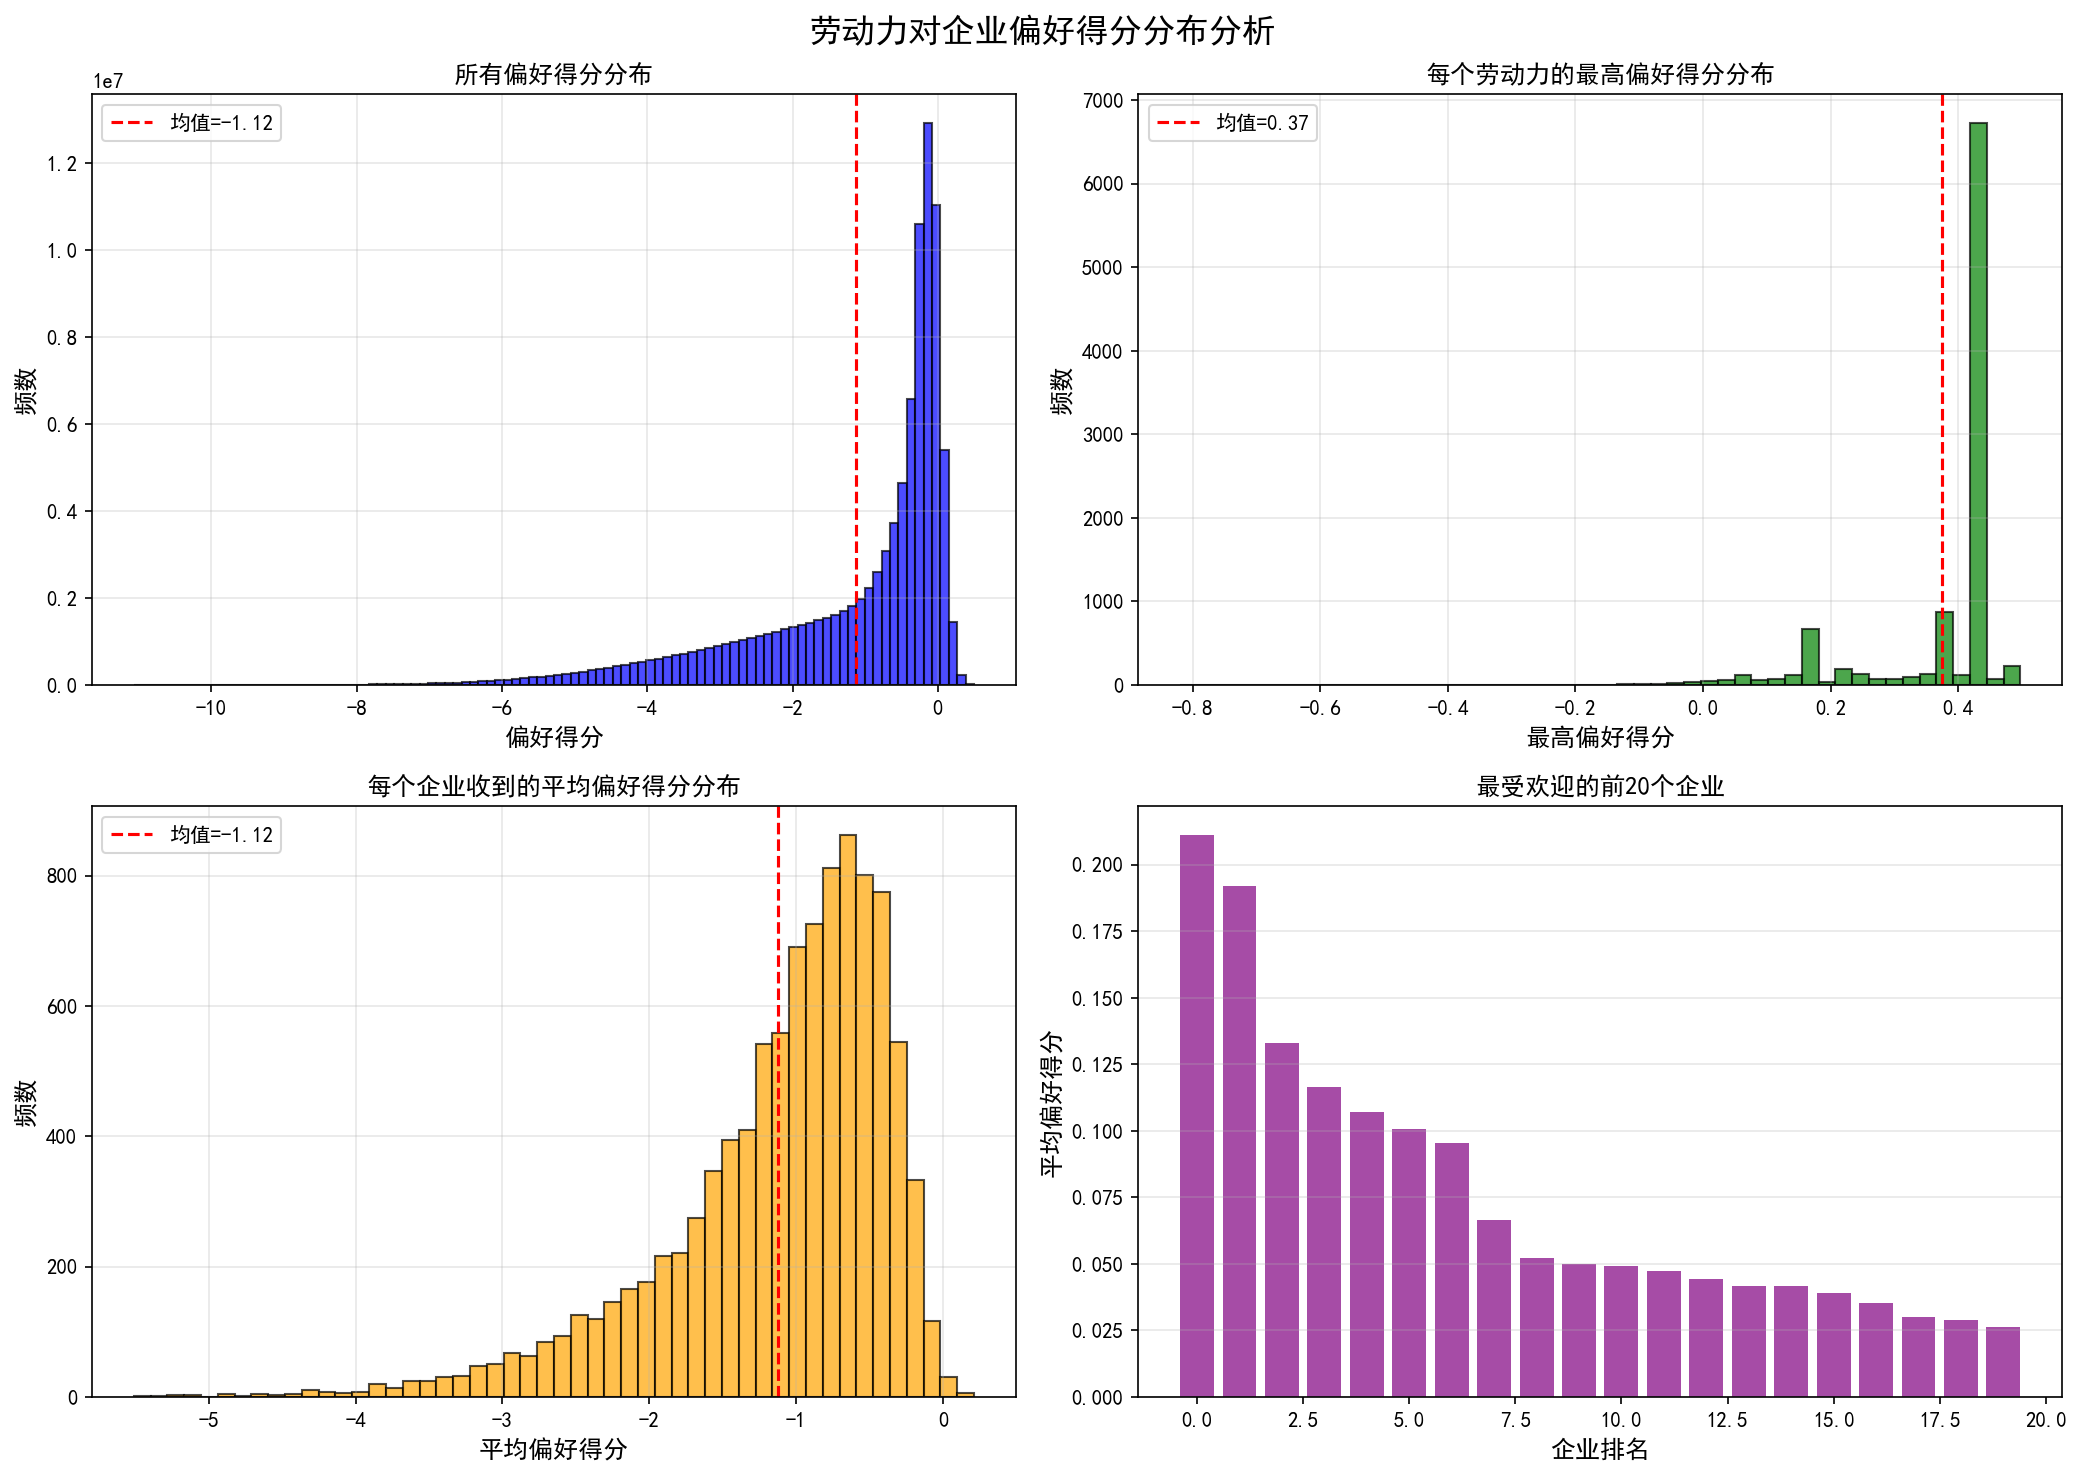 劳动力对企业偏好得分分布分析
所有偏好得分分布
1e7
均值=-1.12
频数
1.2
1.0
0.8
0.6
0.4
0.2
0.0
-10 -8 -6 -4 -2 0
偏好得分
每个劳动力的最高偏好得分分布
均值=0.37
频数
7000
6000
5000
4000
3000
2000
1000
0
-0.8 -0.6 -0.4 -0.2 0.0 0.2 0.4
最高偏好得分
每个企业收到的平均偏好得分分布
均值=-1.12
频数
800
600
400
200
0
-5 -4 -3 -2 -1 0
平均偏好得分
最受欢迎的前20个企业
平均偏好得分
0.200
0.175
0.150
0.125
0.100
0.075
0.050
0.025
0.000
0.0 2.5 5.0 7.5 10.0 12.5 15.0 17.5 20.0
企业排名